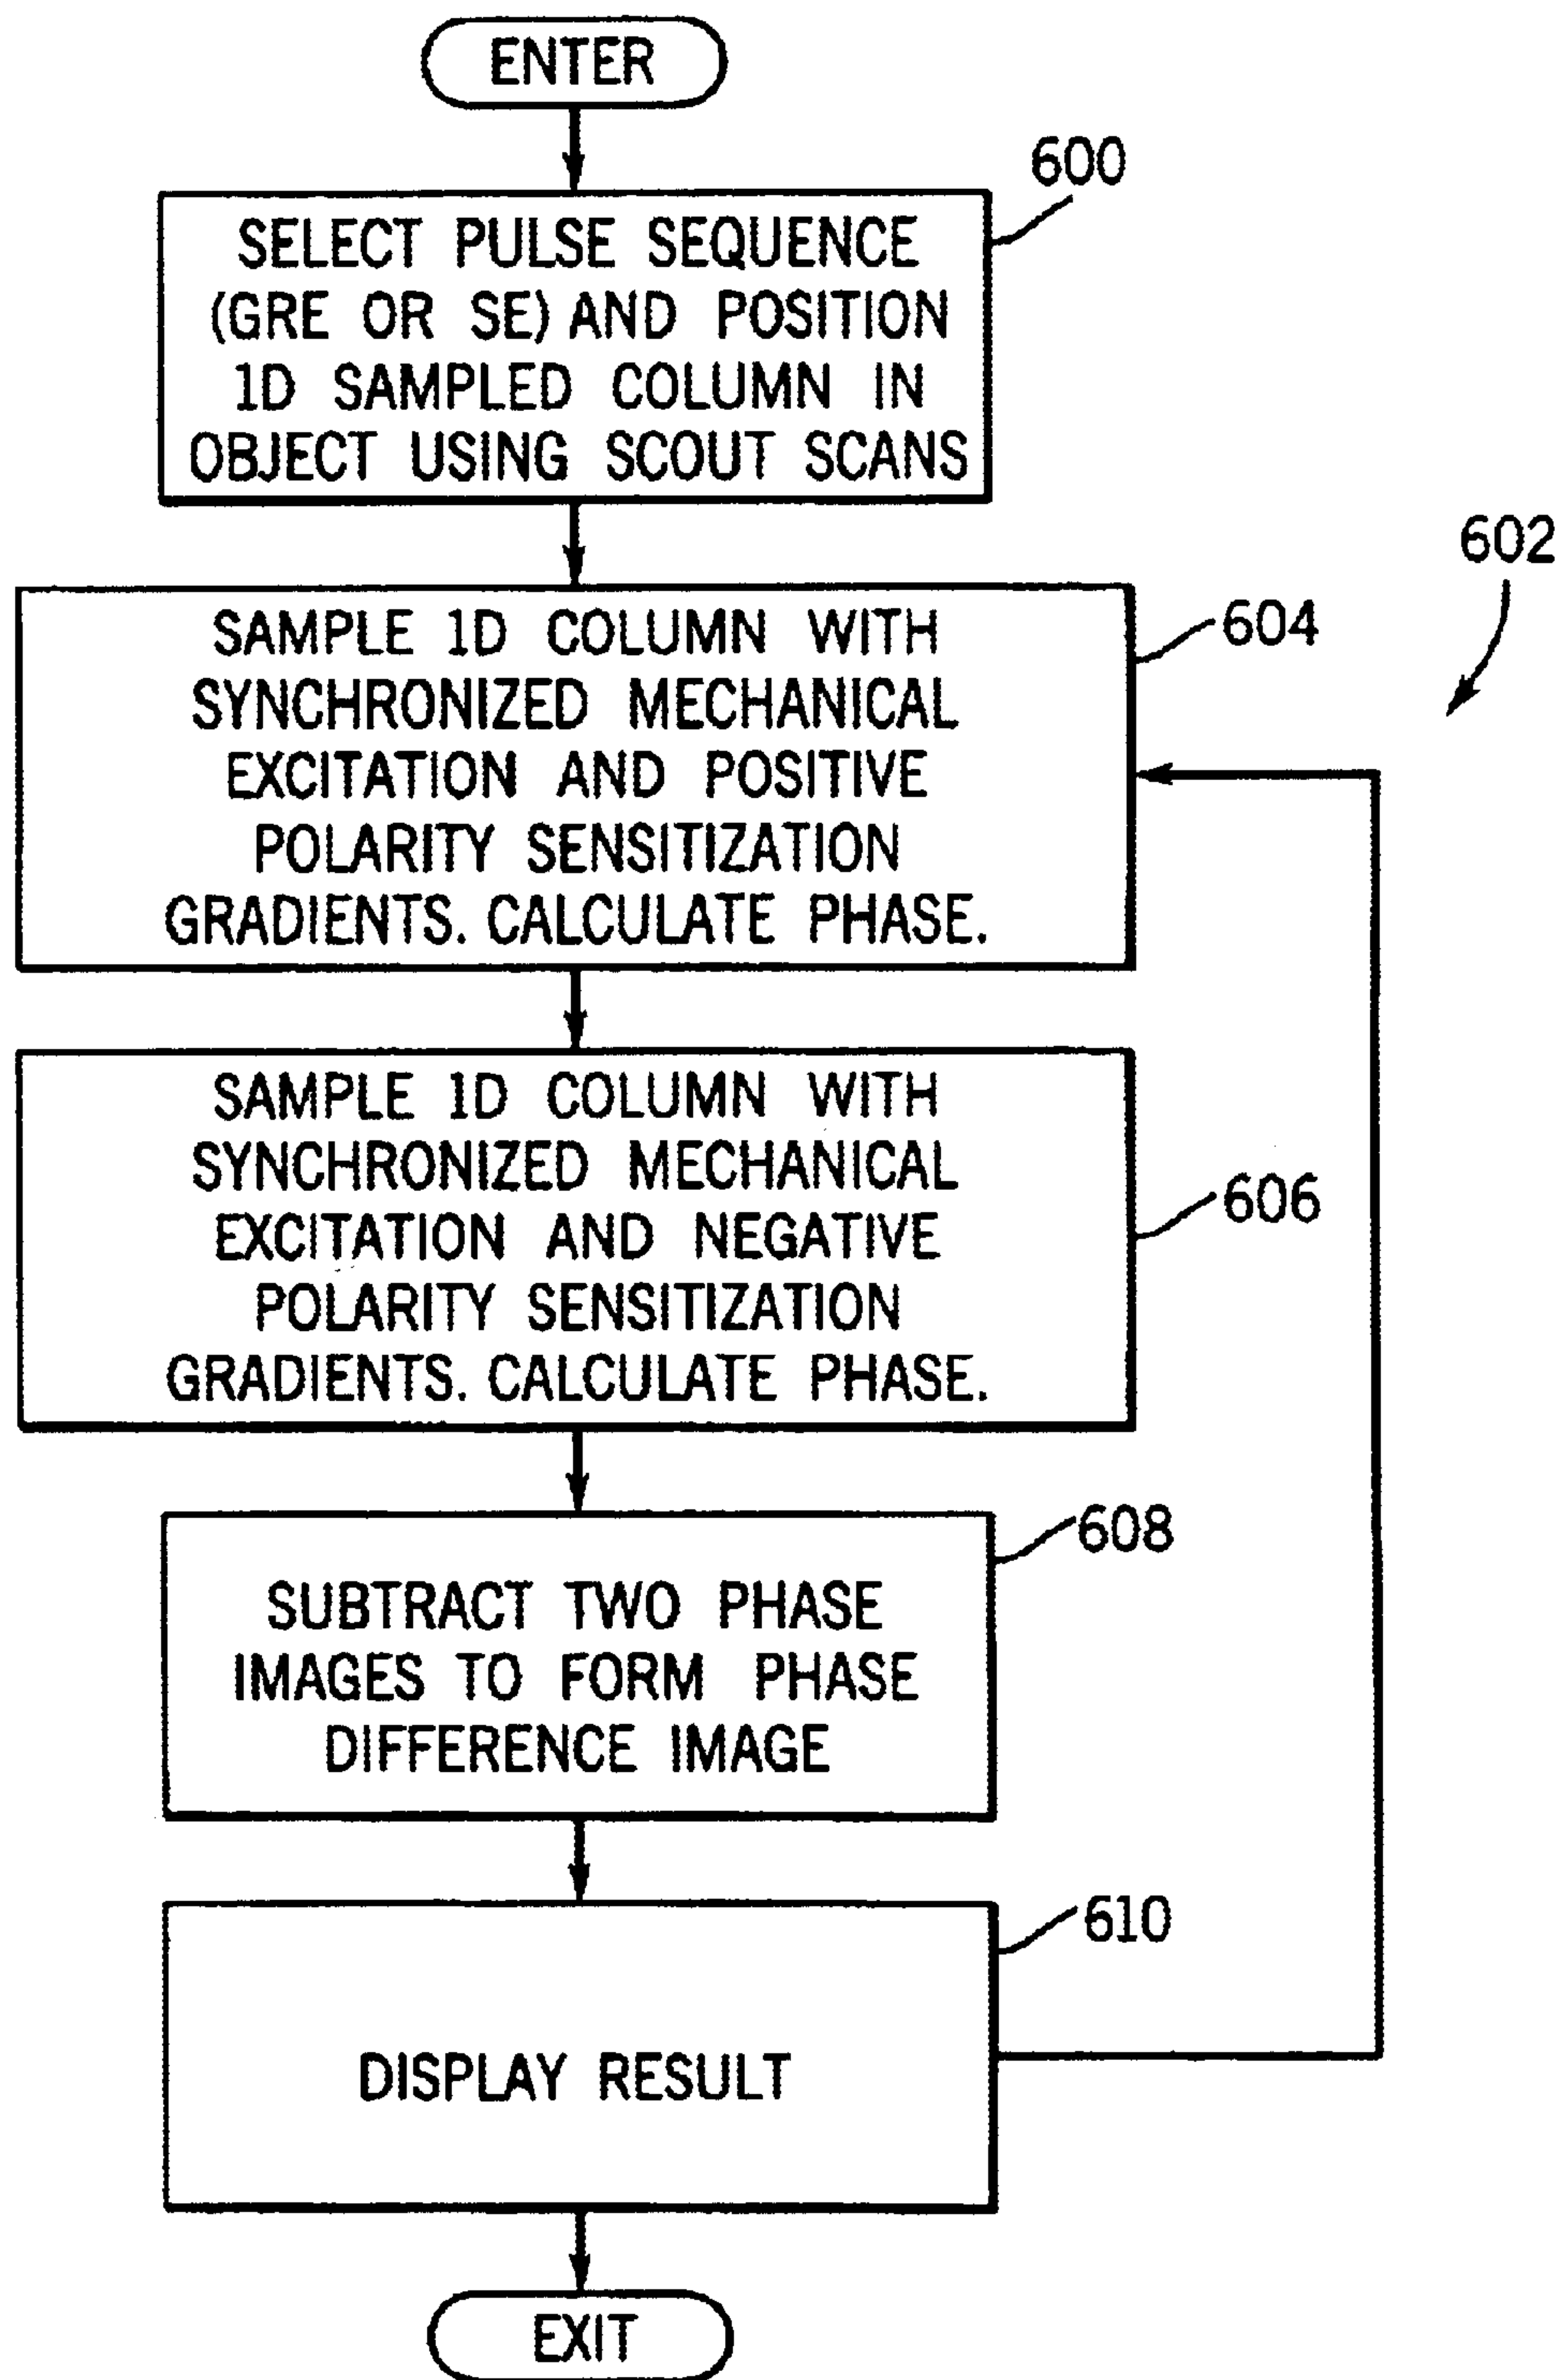 ENTER
600
SELECT PULSE SEQUENCE
(GRE OR SE) AND POSITION
1D SAMPLED COLUMN IN
OBJECT USING SCOUT SCANS
602
604
SAMPLE 1D COLUMN WITH
SYNCHRONIZED MECHANICAL
EXCITATION AND POSITIVE
POLARITY SENSITIZATION
GRADIENTS. CALCULATE PHASE.
SAMPLE 1D COLUMN WITH
SYNCHRONIZED MECHANICAL
EXCITATION AND NEGATIVE
POLARITY SENSITIZATION
GRADIENTS. CALCULATE PHASE.
606
608
SUBTRACT TWO PHASE
IMAGES TO FORM PHASE
DIFFERENCE IMAGE
610
DISPLAY RESULT
EXIT